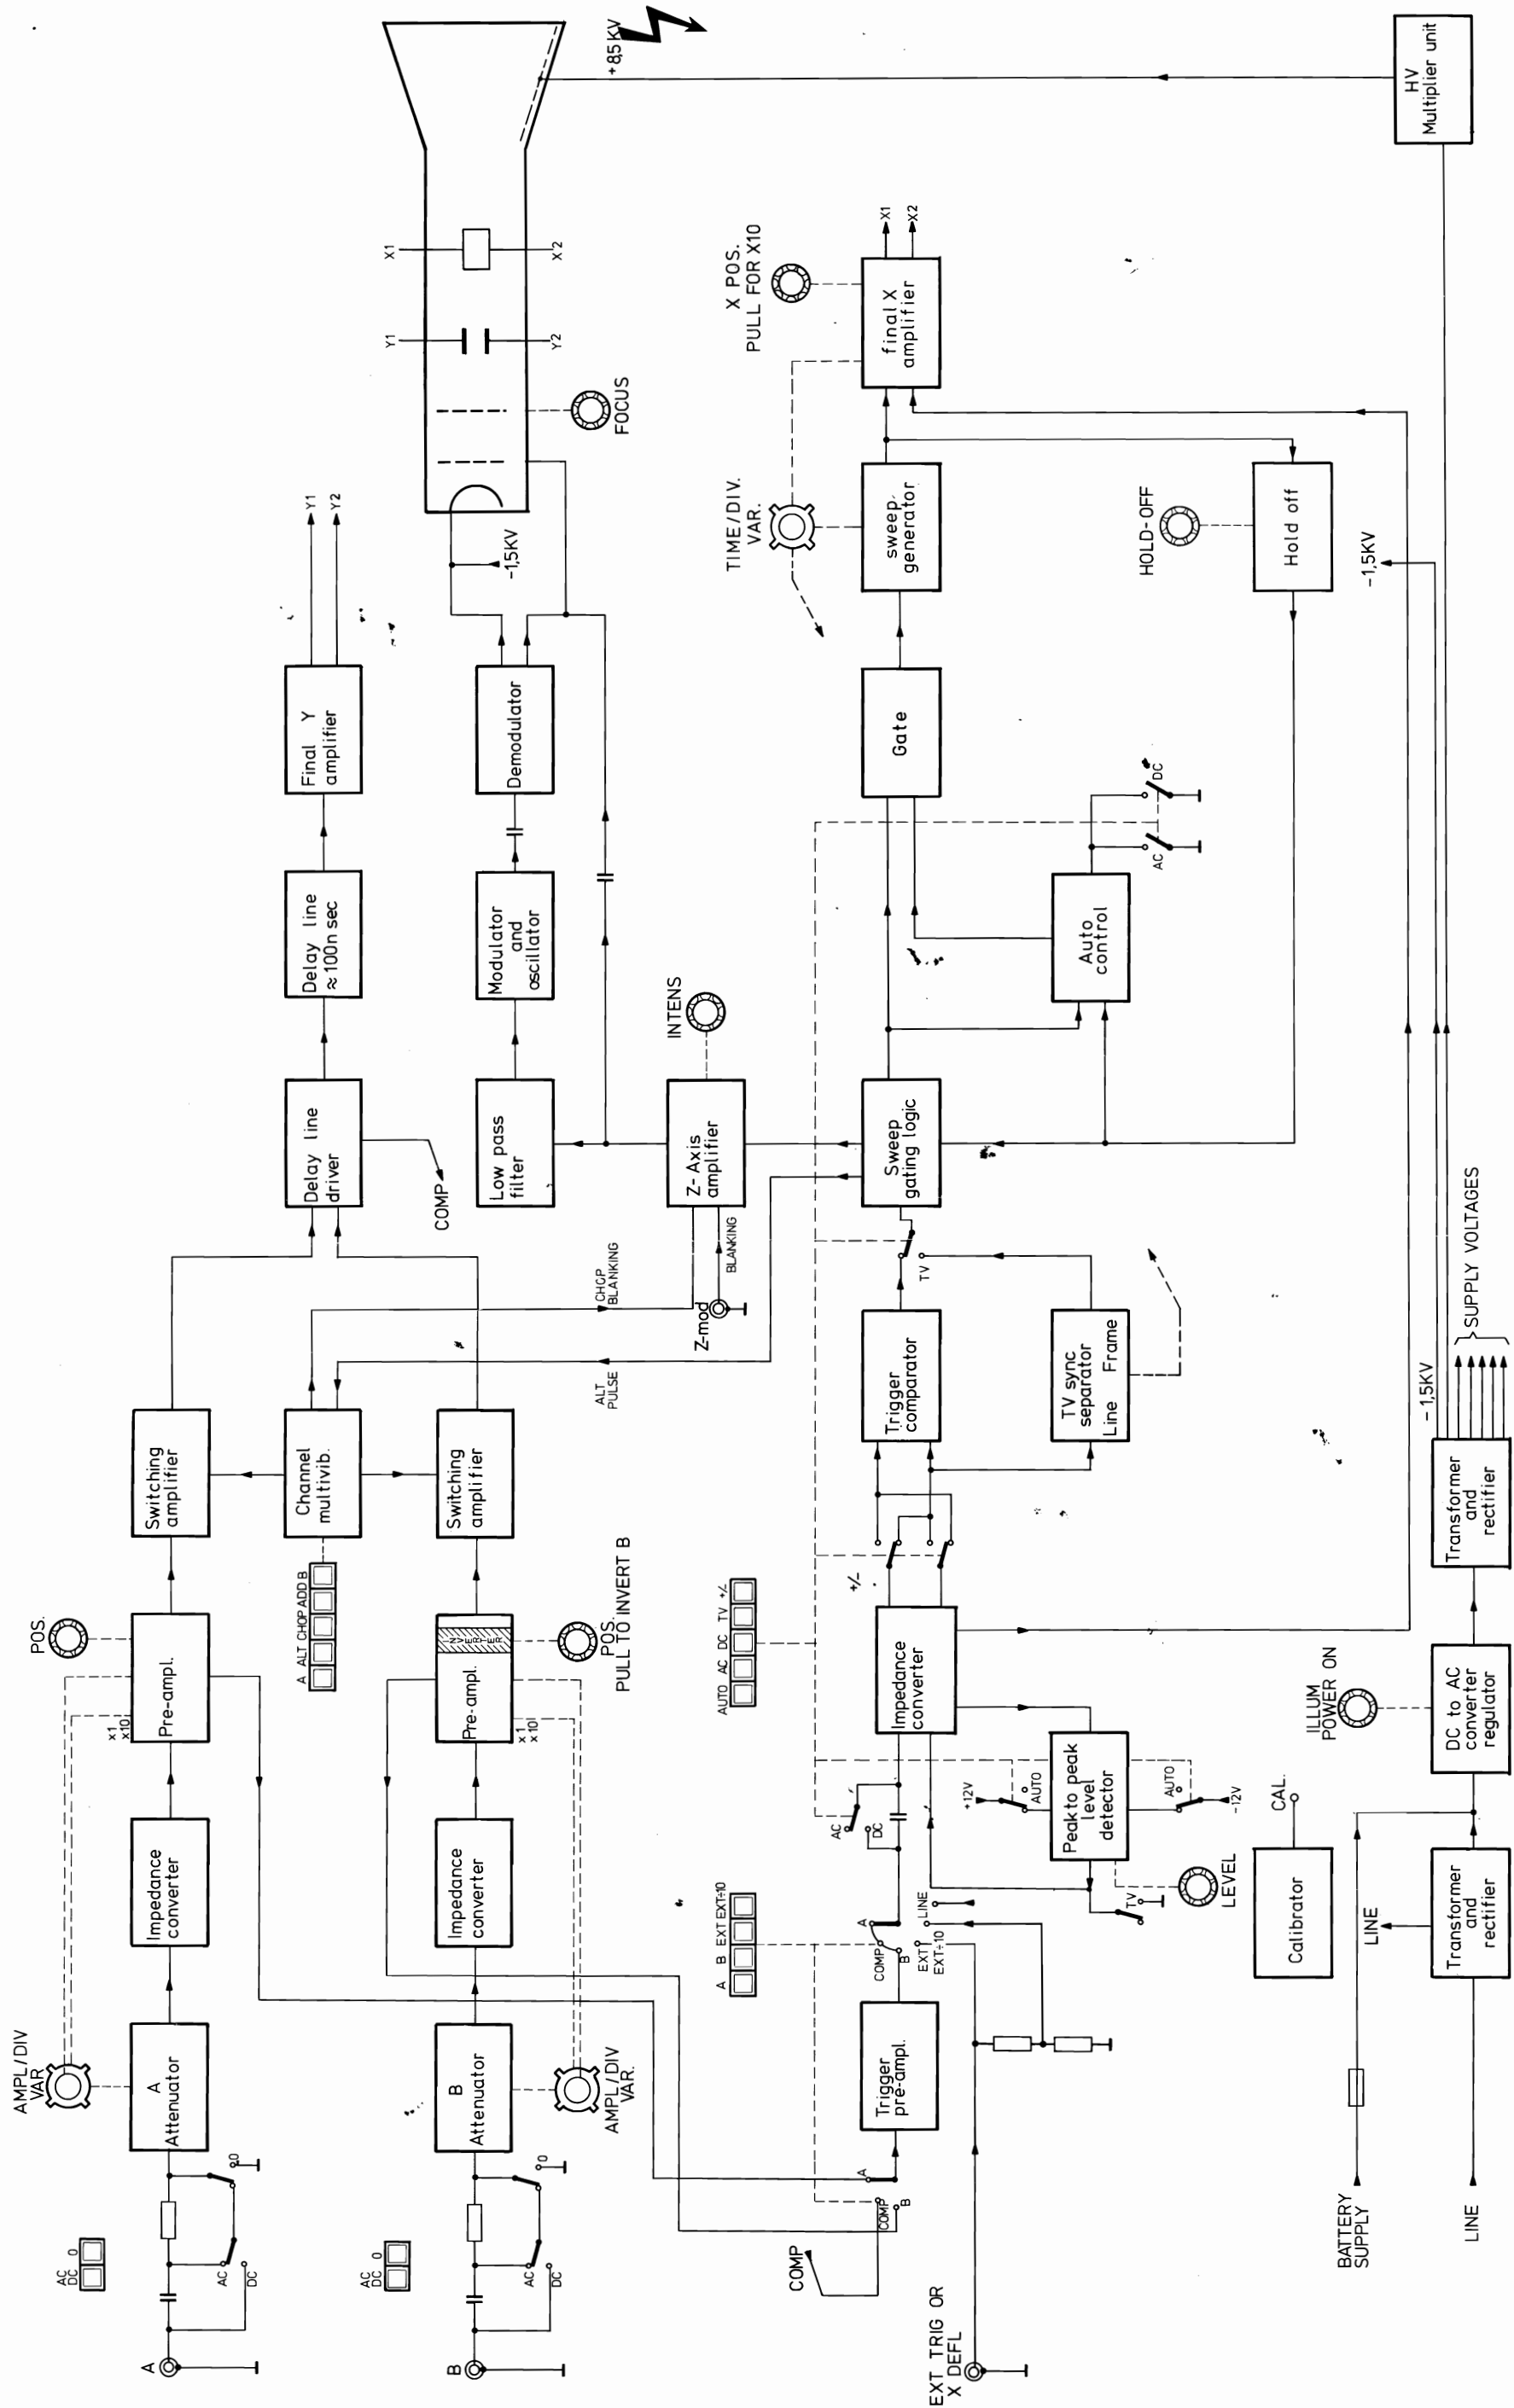 AMPL/DIV
VAR
POS.
AC
DC
0
A
AC
DC
0
A
Attenuator
Impedance
converter
x1
x10
Pre-ampl.
Switching
amplifier
A
ALT
CHOP
ADD
B
Channel
multivib.
Delay line
driver
Delay line
≈100n sec
Final Y
amplifier
Y1
Y2
COMP
AC
DC
0
B
AC
DC
0
B
Attenuator
Impedance
converter
Pre-ampl.
x1
x10
INVERTER
Switching
amplifier
AMPL/DIV
VAR.
POS.
PULL TO INVERT B
ALT
PULSE
CHOP
BLANKING
Low pass
filter
Modulator
and
oscillator
Demodulator
-1,5KV
Y1
Y2
X1
X2
FOCUS
+8,5KV
Z-mod
BLANKING
Z-Axis
amplifier
INTENS
A
B
EXT
EXT÷10
AUTO
AC
DC
TV
+/-
TIME/DIV.
VAR.
X POS.
PULL FOR X10
COMP
A
COMP
B
Trigger
pre-ampl.
A
COMP
B
LINE
EXT
EXT÷10
AC
DC
Impedance
converter
+/-
Trigger
comparator
TV
Sweep
gating logic
Gate
sweep
generator
final X
amplifier
X1
X2
EXT TRIG OR
X DEFL
+12V
AUTO
Peak to peak
level
detector
AUTO
-12V
TV
LEVEL
TV sync
separator
Line Frame
Auto
control
AC
DC
HOLD-OFF
Hold off
Calibrator
CAL.
ILLUM
POWER ON
BATTERY
SUPPLY
LINE
LINE
Transformer
and
rectifier
DC to AC
converter
regulator
Transformer
and
rectifier
-1,5KV
SUPPLY VOLTAGES
-1,5KV
HV
Multiplier unit